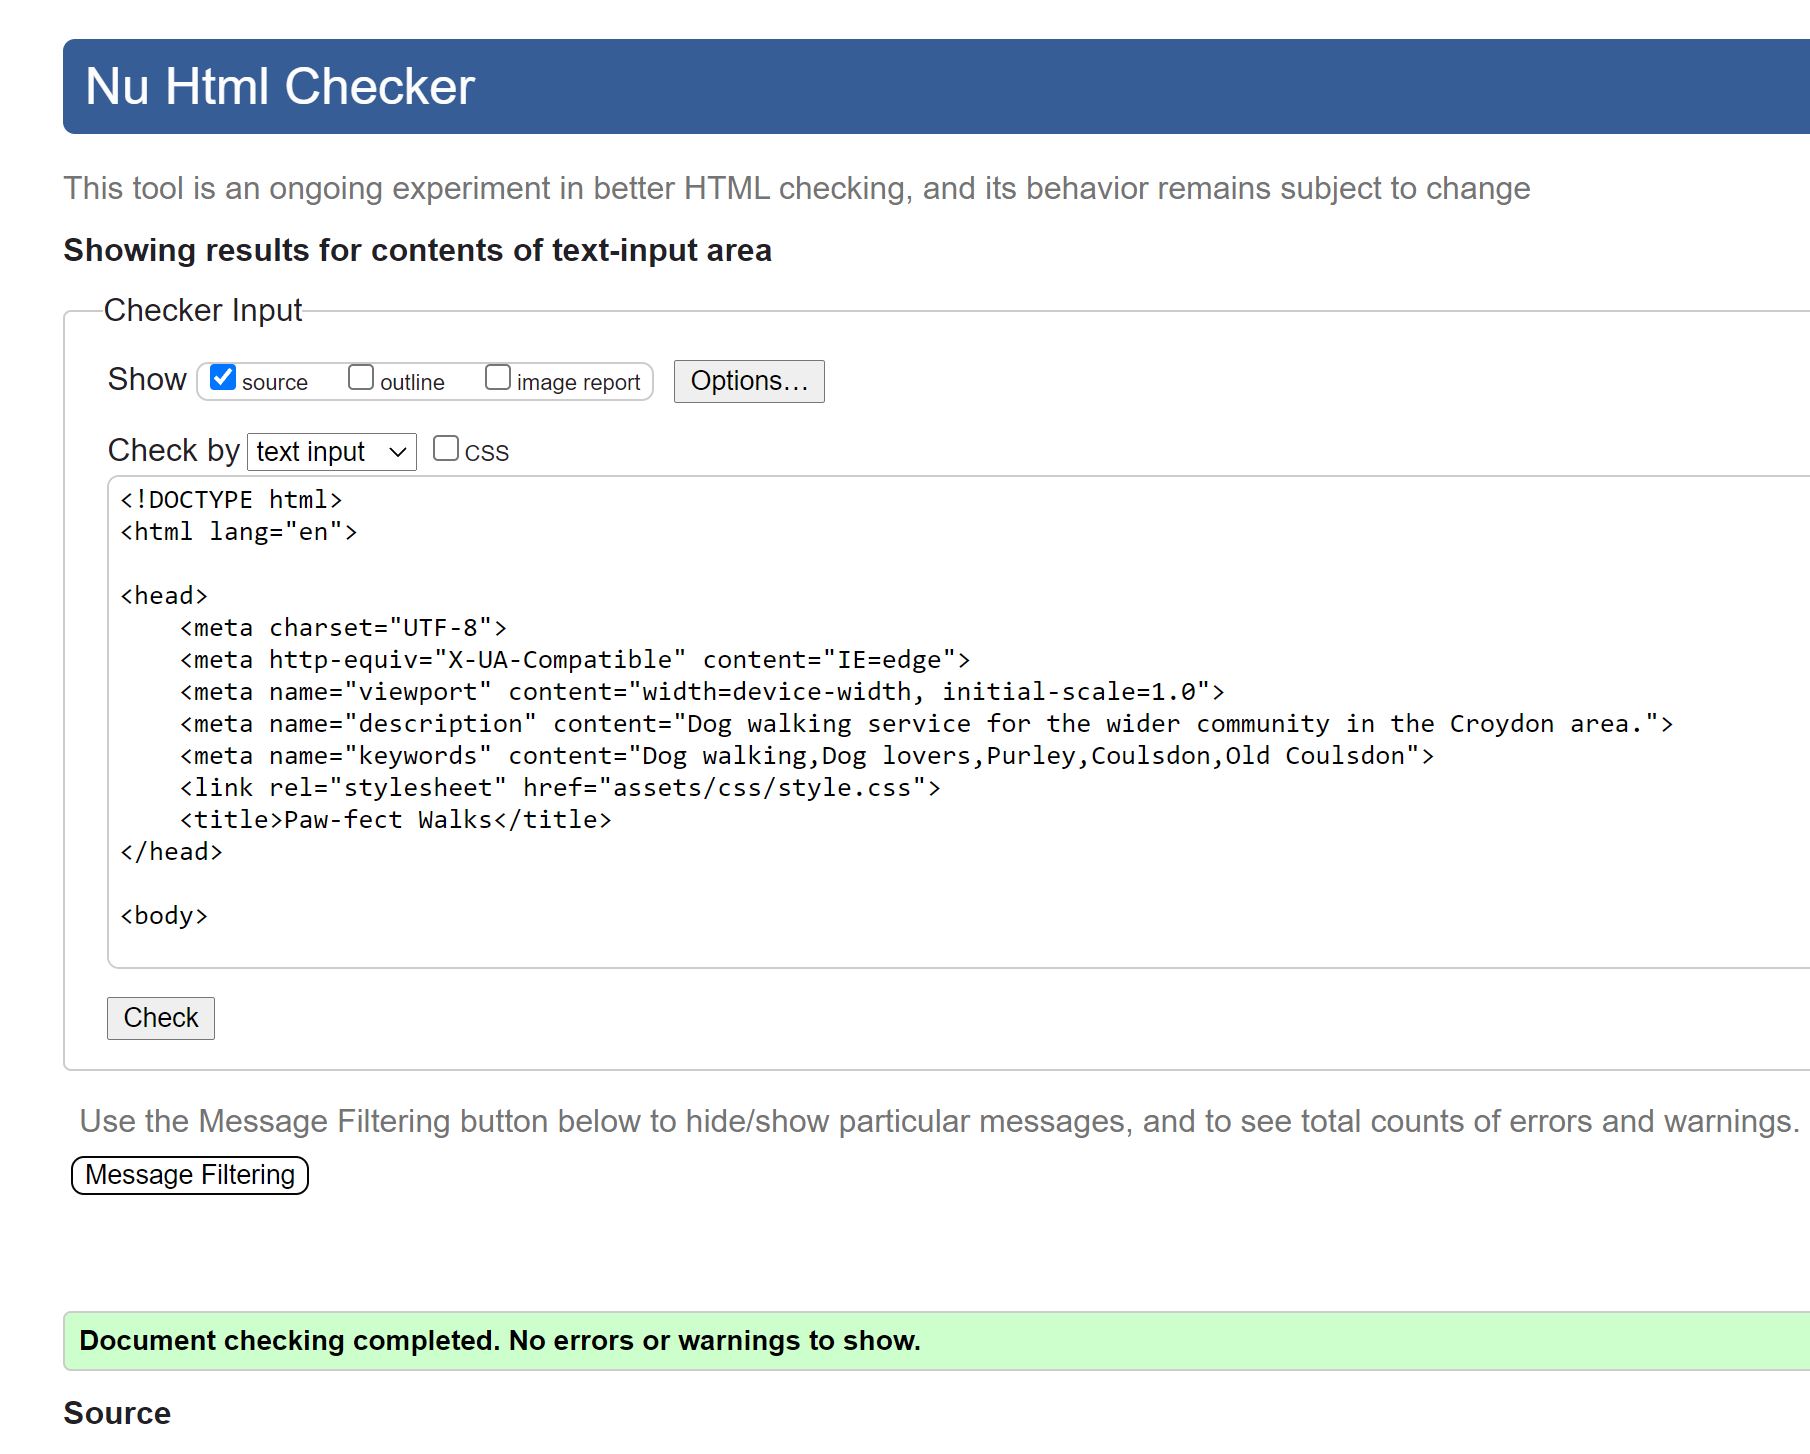 Nu Html Checker
This tool is an ongoing experiment in better HTML checking, and its behavior remains subject to change
Showing results for contents of text-input area
Checker Input
Show source outline image report Options…
Check by text input CSS
<!DOCTYPE html>
<html lang="en">
<head>
    <meta charset="UTF-8">
    <meta http-equiv="X-UA-Compatible" content="IE=edge">
    <meta name="viewport" content="width=device-width, initial-scale=1.0">
    <meta name="description" content="Dog walking service for the wider community in the Croydon area.">
    <meta name="keywords" content="Dog walking,Dog lovers,Purley,Coulsdon,Old Coulsdon">
    <link rel="stylesheet" href="assets/css/style.css">
    <title>Paw-fect Walks</title>
</head>
<body>
Check
Use the Message Filtering button below to hide/show particular messages, and to see total counts of errors and warnings.
Message Filtering
Document checking completed. No errors or warnings to show.
Source